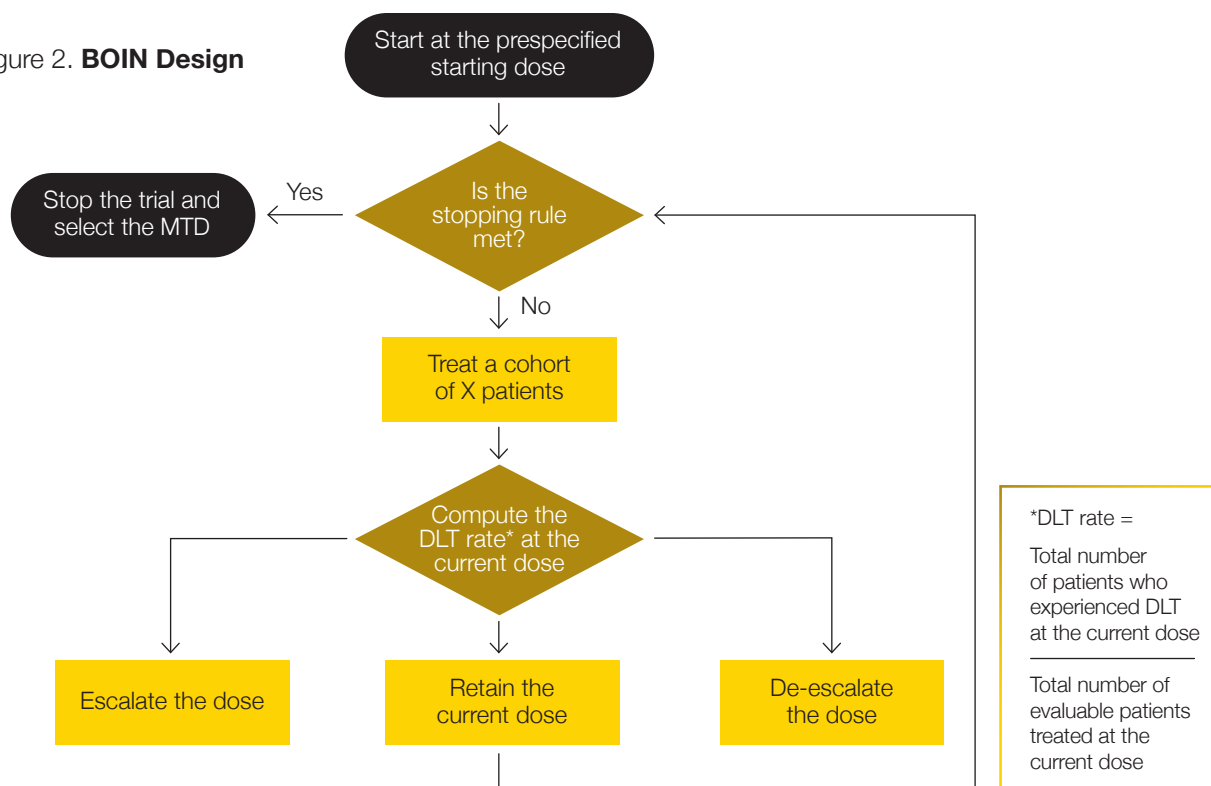 gure 2. BOIN Design
Start at the prespecified
starting dose
Is the
stopping rule
met?
Yes
Stop the trial and
select the MTD
No
Treat a cohort
of X patients
Compute the
DLT rate* at the
current dose
Escalate the dose
Retain the
current dose
De-escalate
the dose
*DLT rate =
Total number
of patients who
experienced DLT
at the current dose
Total number of
evaluable patients
treated at the
current dose